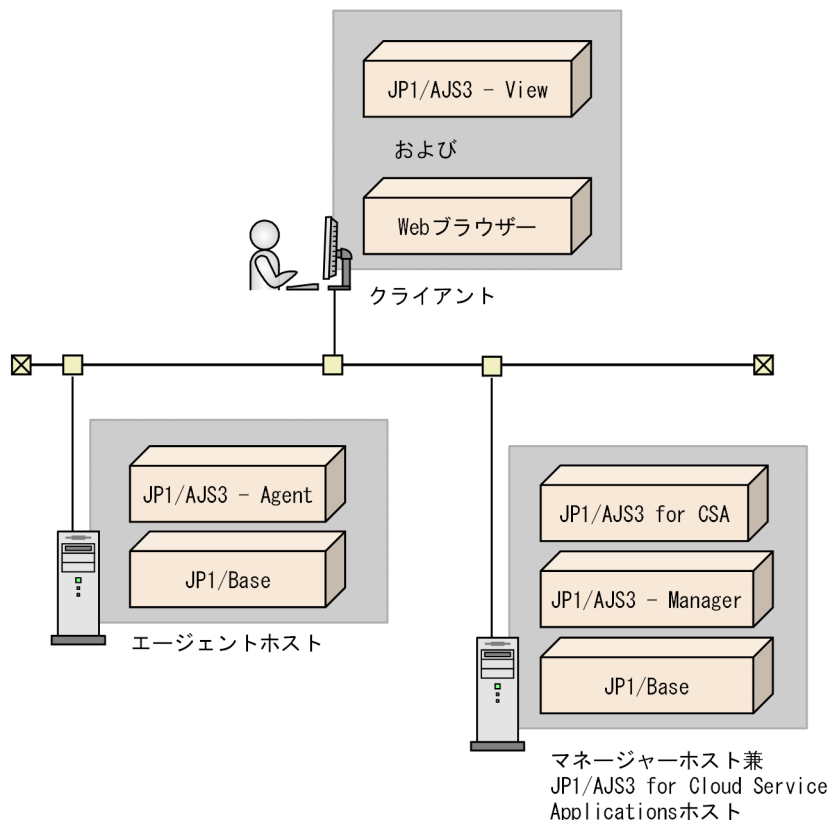 JP1/AJS3 - View
および
Webブラウザー
クライアント
JP1/AJS3 - Agent
JP1/Base
エージェントホスト
JP1/AJS3 for CSA
JP1/AJS3 - Manager
JP1/Base
マネージャーホスト兼
JP1/AJS3 for Cloud Service
Applicationsホスト